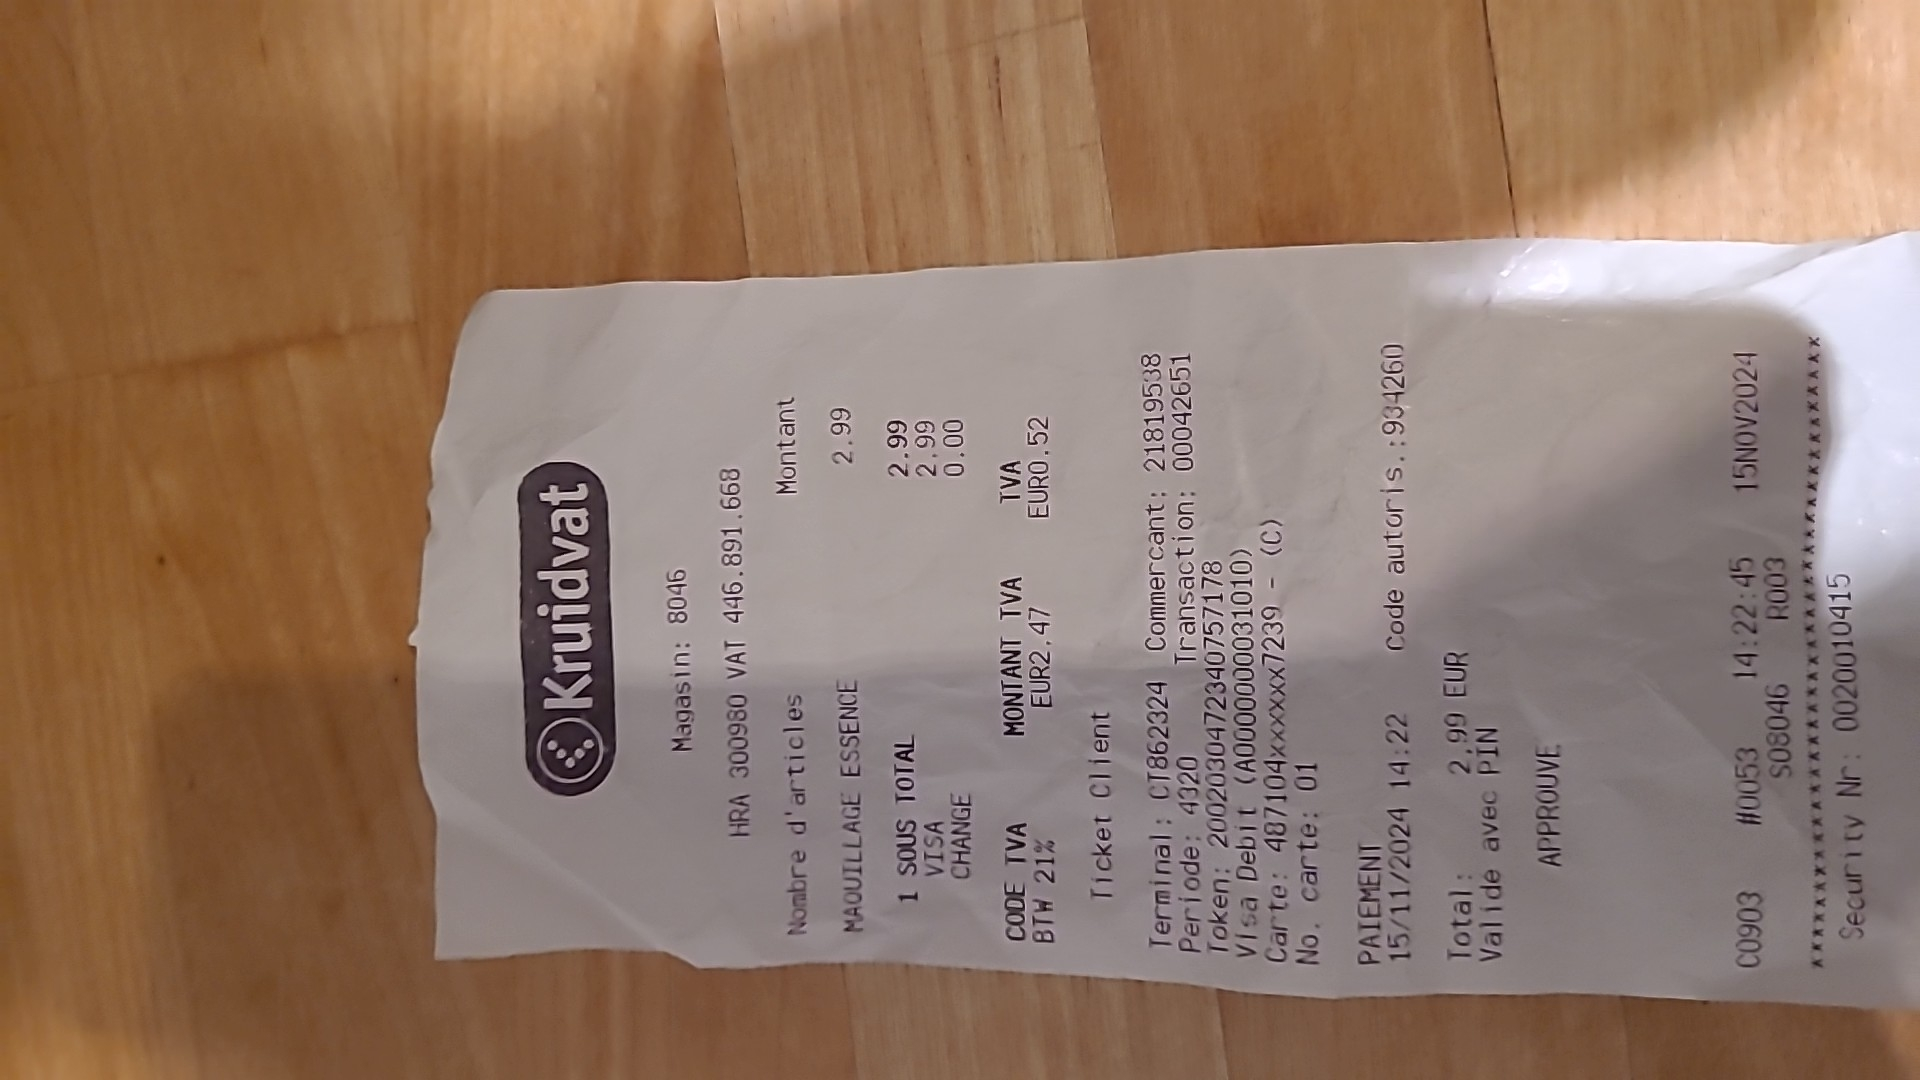 Kruidvat
Magasin: 8046
HRA 300980 VAT 446.891.668
Nombre d'articles Montant
MAQUILLAGE ESSENCE 2.99
1 SOUS TOTAL 2.99
VISA 2.99
CHANGE 0.00
CODE TVA MONTANT TVA TVA
BTW 21% EUR2.47 EUR0.52
Ticket Client
Terminal: CT862324 Commercant: 21819538
Periode: 4320 Transaction: 00042651
Token: 20002030472340757178
Visa Debit (A0000000031010)
Carte: 487104xxxxxx7239 - (C)
No. carte: 01
PAIEMENT
15/11/2024 14:22 Code autoris.:934260
Total: 2,99 EUR
Valide avec PIN
APPROUVE
C0903 #0053 14:22:45 15NOV2024
S08046 R003
Security Nr: 0020010415